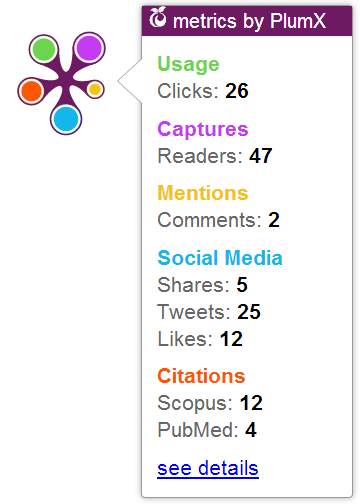 metrics by PlumX
Usage
Clicks: 26
Captures
Readers: 47
Mentions
Comments: 2
Social Media
Shares: 5
Tweets: 25
Likes: 12
Citations
Scopus: 12
PubMed: 4
see details